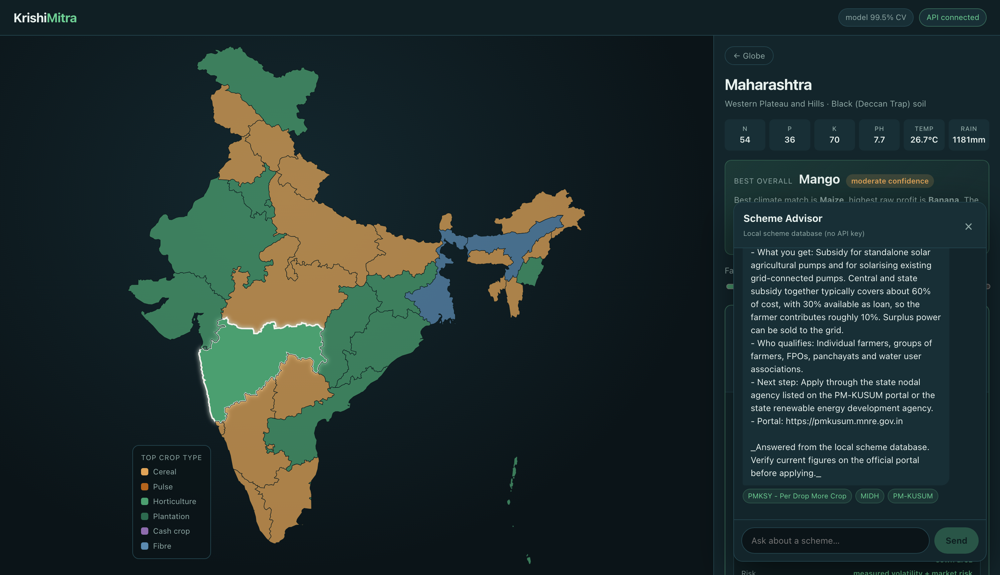 KrishiMitra
model 99.5% CV
API connected
← Globe
Maharashtra
Western Plateau and Hills · Black (Deccan Trap) soil
N
54
P
36
K
70
PH
7.7
TEMP
26.7°C
RAIN
1181mm
BEST OVERALL Mango moderate confidence
Best climate match is Maize, highest raw profit is Banana. The
Scheme Advisor
Local scheme database (no API key)
×
Fa
- What you get: Subsidy for standalone solar
agricultural pumps and for solarising existing
grid-connected pumps. Central and state
subsidy together typically covers about 60%
of cost, with 30% available as loan, so the
farmer contributes roughly 10%. Surplus power
can be sold to the grid.
- Who qualifies: Individual farmers, groups of
farmers, FPOs, panchayats and water user
associations.
- Next step: Apply through the state nodal
agency listed on the PM-KUSUM portal or the
state renewable energy development agency.
- Portal: https://pmkusum.mnre.gov.in
_Answered from the local scheme database.
Verify current figures on the official portal
before applying._
PMKSY - Per Drop More Crop
MIDH
PM-KUSUM
Ask about a scheme...
Send
Risk
measured volatility + market risk
TOP CROP TYPE
Cereal
Pulse
Horticulture
Plantation
Cash crop
Fibre